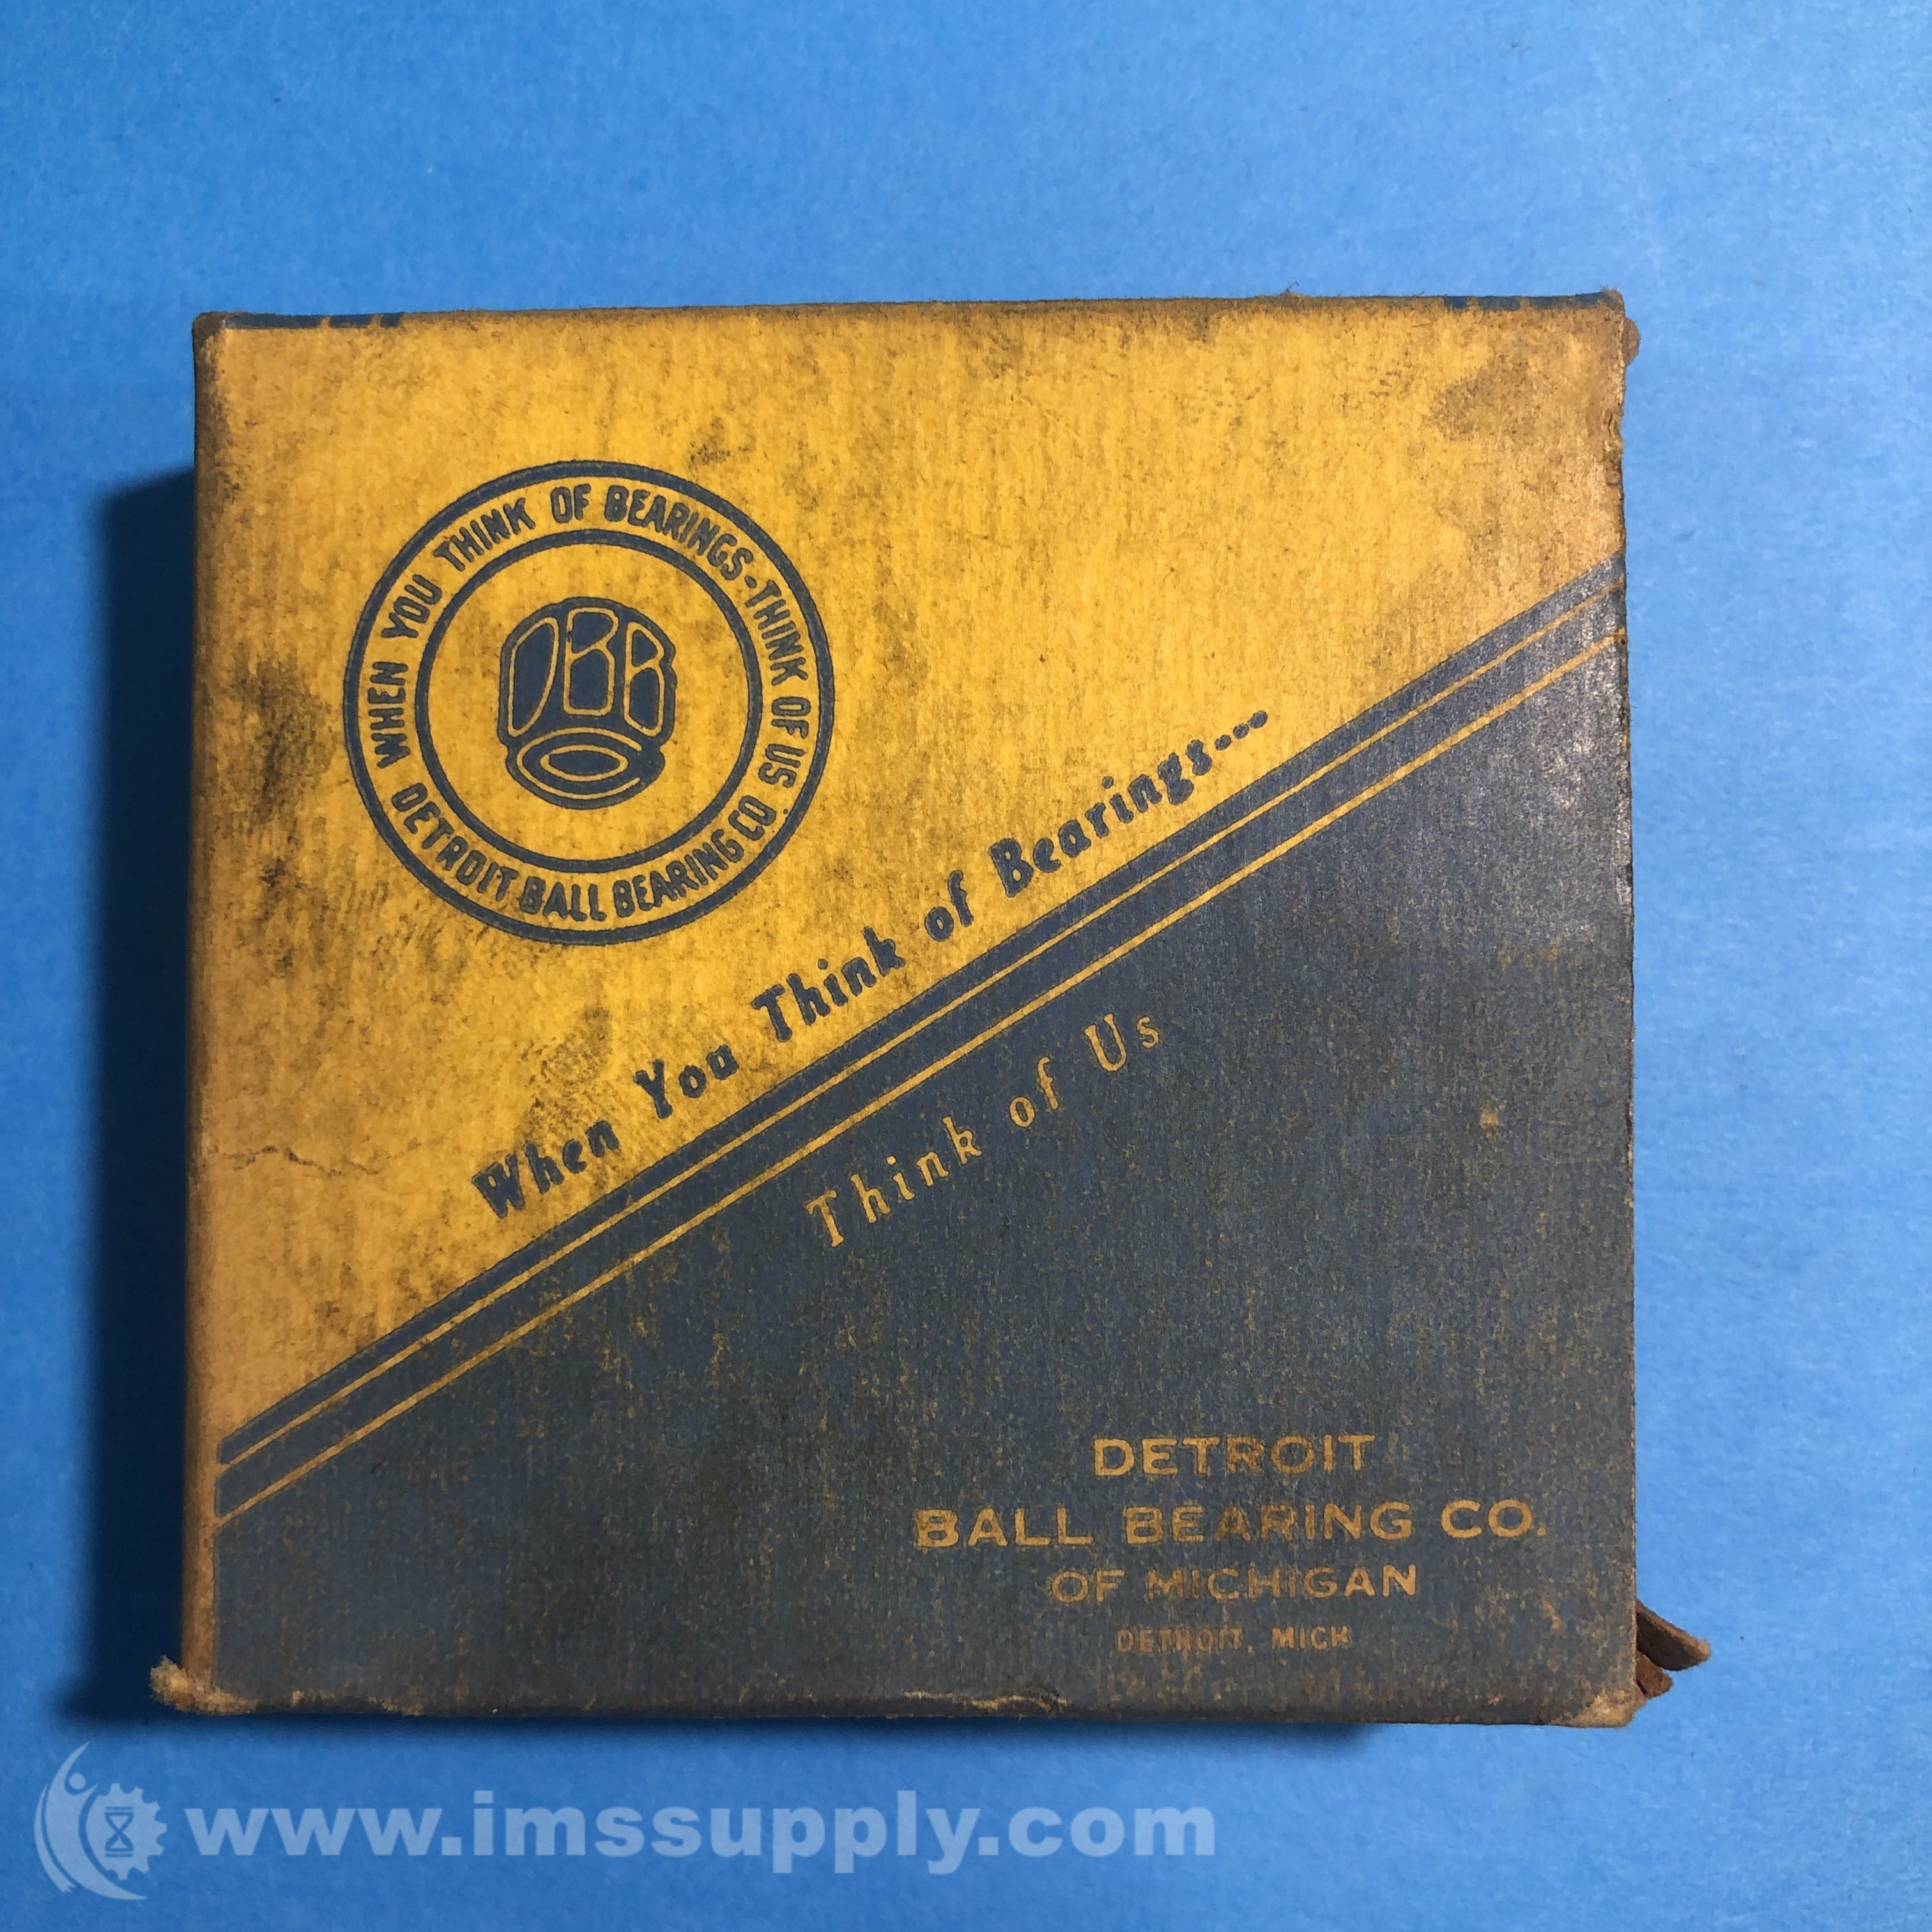 WHEN YOU THINK OF BEARINGS-THINK OF US
DBB
DETROIT BALL BEARING CO.
When You Think of Bearings...
Think of Us
DETROIT
BALL BEARING CO.
OF MICHIGAN
DETROIT, MICH
www.imssupply.com